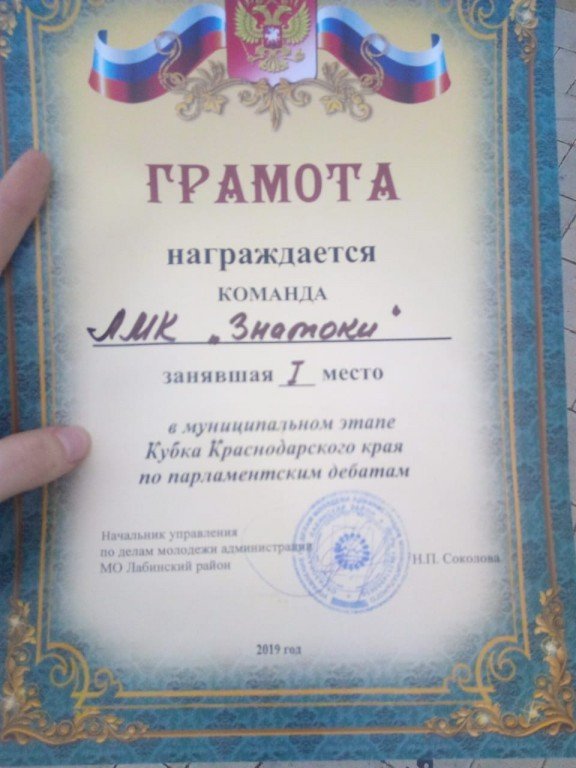 ГРАМОТА
награждается
КОМАНДА
ЛМК „Знатоки"
занявшая I место
в муниципальном этапе
Кубка Краснодарского края
по парламентским дебатам
Начальник управления
по делам молодежи администрации
МО Лабинский район
Н.П. Соколова
2019 год